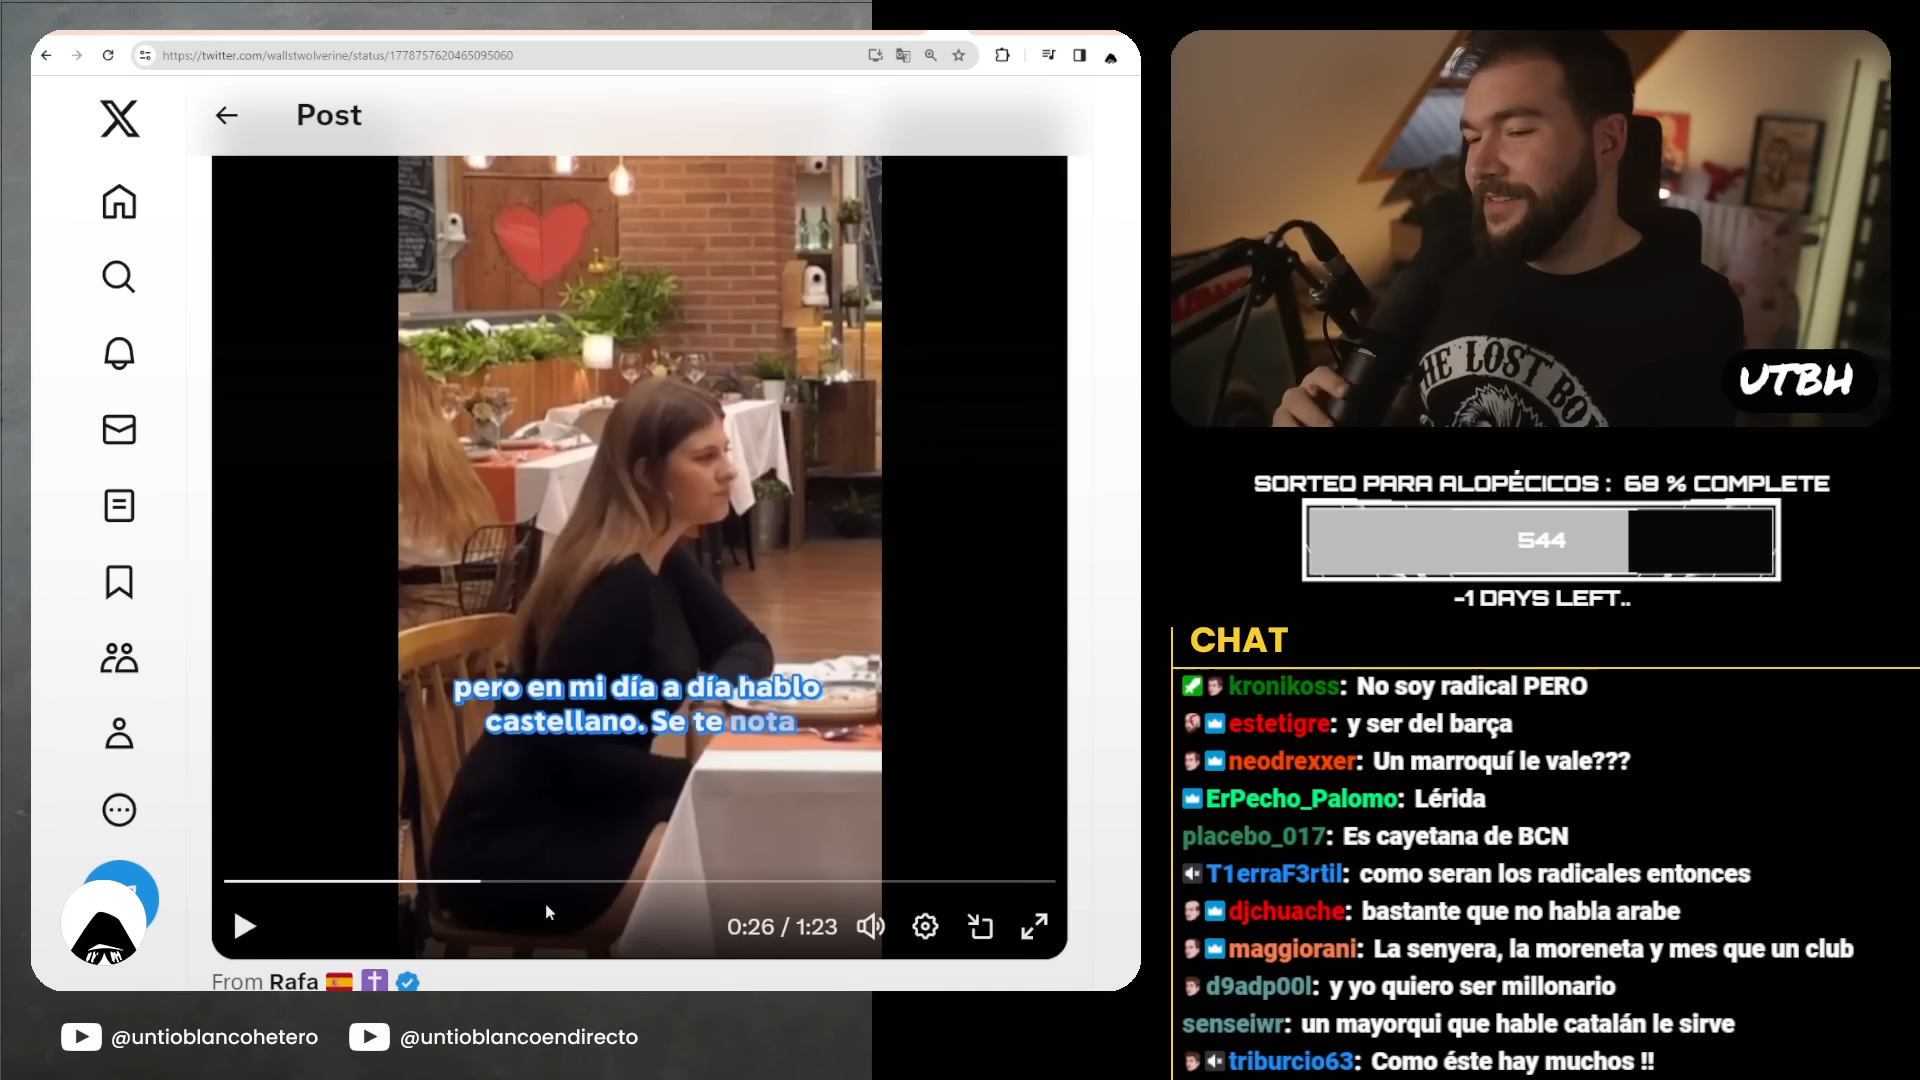 https://twitter.com/wallstwolverine/status/1778757620465095060
Post
pero en mi día a día hablo
castellano. Se te nota
0:26 / 1:23
From Rafa
@untioblancohetero
@untioblancoendirecto
THE LOST BO
UTBH
SORTEO PARA ALOPÉCICOS : 68 % COMPLETE
544
-1 DAYS LEFT..
CHAT
kronikoss: No soy radical PERO
estetigre: y ser del barça
neodrexxer: Un marroquí le vale???
ErPecho_Palomo: Lérida
placebo_017: Es cayetana de BCN
T1erraF3rtil: como seran los radicales entonces
djchuache: bastante que no habla arabe
maggiorani: La senyera, la moreneta y mes que un club
d9adp00l: y yo quiero ser millonario
senseiwr: un mayorqui que hable catalán le sirve
triburcio63: Como éste hay muchos !!